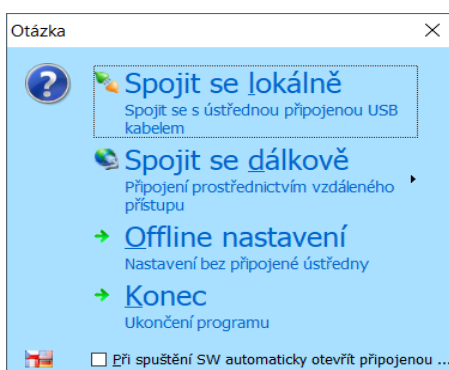 Otázka
Spojit se lokálně
Spojit se s ústřednou připojenou USB
kabelem
Spojit se dálkově
Připojení prostřednictvím vzdáleného
přístupu
Offline nastavení
Nastavení bez připojené ústředny
Konec
Ukončení programu
Při spuštění SW automaticky otevřít připojenou ...